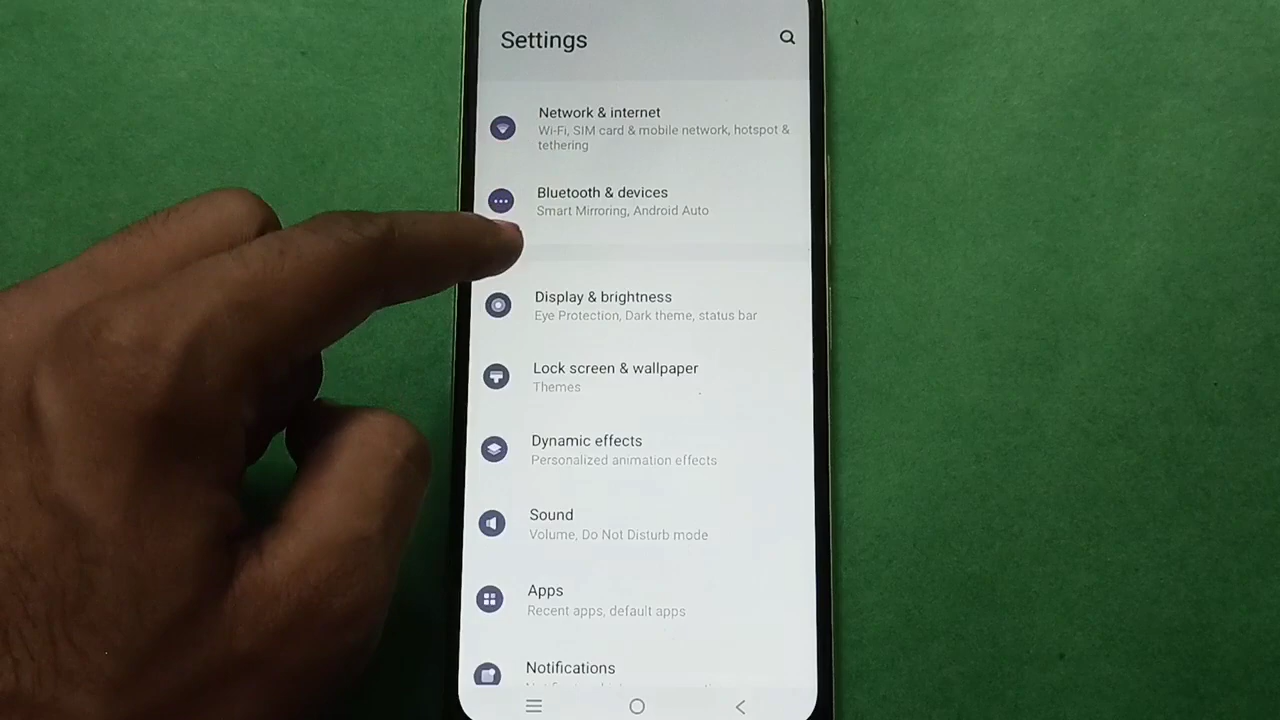 Settings
Network & internet
Wi-Fi, SIM card & mobile network, hotspot &
tethering
Bluetooth & devices
Smart Mirroring, Android Auto
Display & brightness
Eye Protection, Dark theme, status bar
Lock screen & wallpaper
Themes
Dynamic effects
Personalized animation effects
Sound
Volume, Do Not Disturb mode
Apps
Recent apps, default apps
Notifications